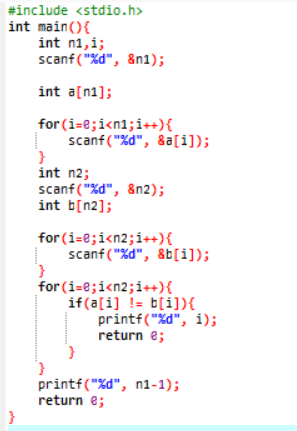 #include <stdio.h>
int main(){
int n1,i;
scanf("%d", &n1);
int a[n1];
for(i=0;i<n1;i++){
scanf("%d", &a[i]);
}
int n2;
scanf("%d", &n2);
int b[n2];
for(i=0;i<n2;i++){
scanf("%d", &b[i]);
}
for(i=0;i<n2;i++){
if(a[i] != b[i]){
printf("%d", i);
return 0;
}
}
printf("%d", n1-1);
return 0;
}